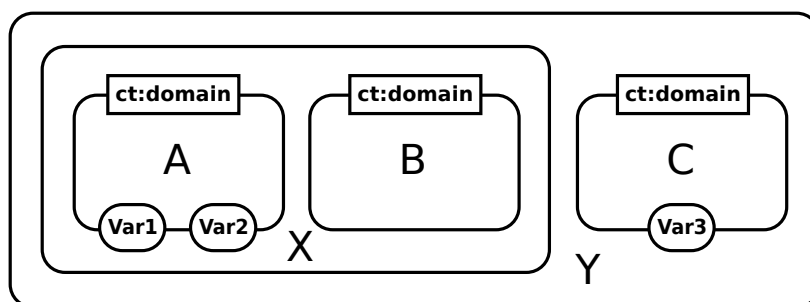 ct:domain ct:domain ct:domain
A B C
Var1 Var2 Var3
X
Y